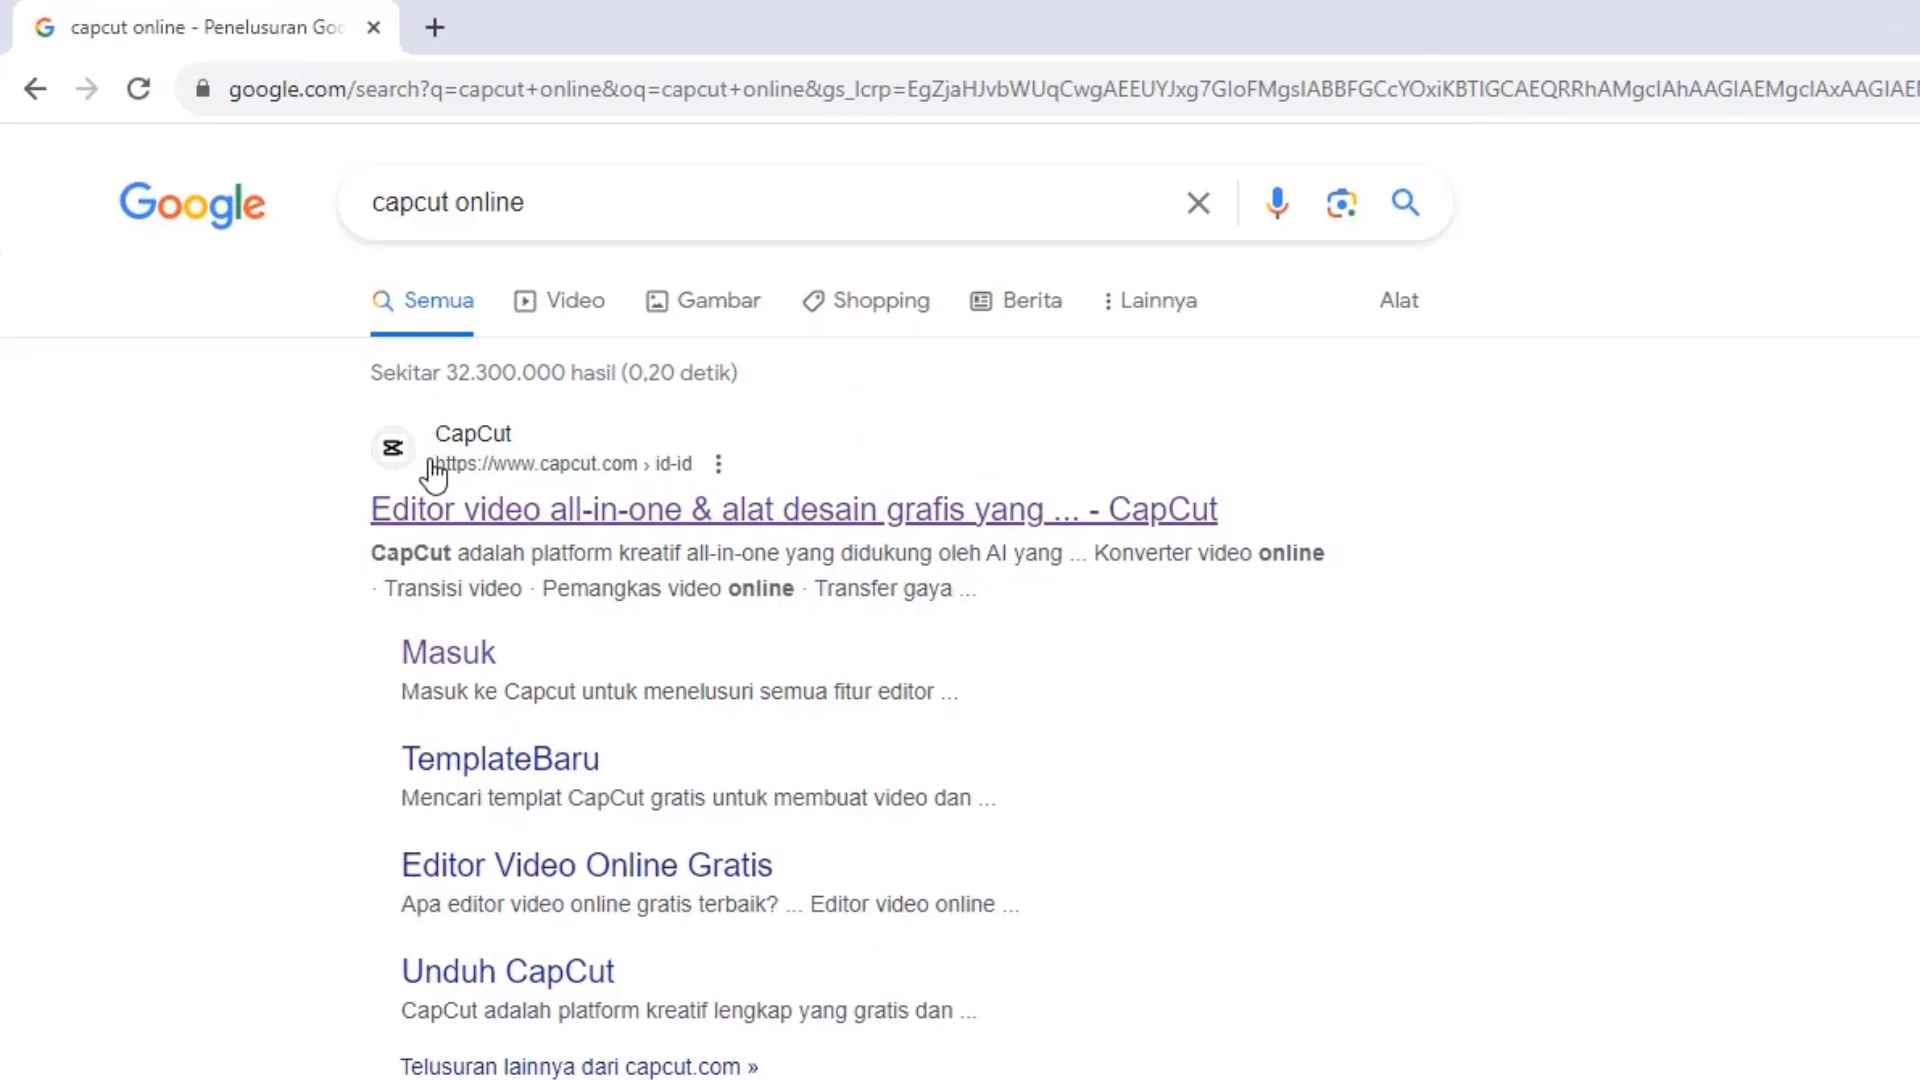 capcut online - Penelusuran Goo
google.com/search?q=capcut+online&oq=capcut+online&gs_lcrp=EgZjaHJvbWUqCwgAEEUYJxg7GIoFMgsIABBFGCcYOxiKBTIGCAEQRRhAMgcIAhAAGIAEMgcIAxAAGIAE
Google
capcut online
Semua Video Gambar Shopping Berita Lainnya Alat
Sekitar 32.300.000 hasil (0,20 detik)
CapCut
https://www.capcut.com › id-id
Editor video all-in-one & alat desain grafis yang ... - CapCut
CapCut adalah platform kreatif all-in-one yang didukung oleh AI yang ... Konverter video online
· Transisi video · Pemangkas video online · Transfer gaya ...
Masuk
Masuk ke Capcut untuk menelusuri semua fitur editor ...
TemplateBaru
Mencari templat CapCut gratis untuk membuat video dan ...
Editor Video Online Gratis
Apa editor video online gratis terbaik? ... Editor video online ...
Unduh CapCut
CapCut adalah platform kreatif lengkap yang gratis dan ...
Telusuran lainnya dari capcut.com »